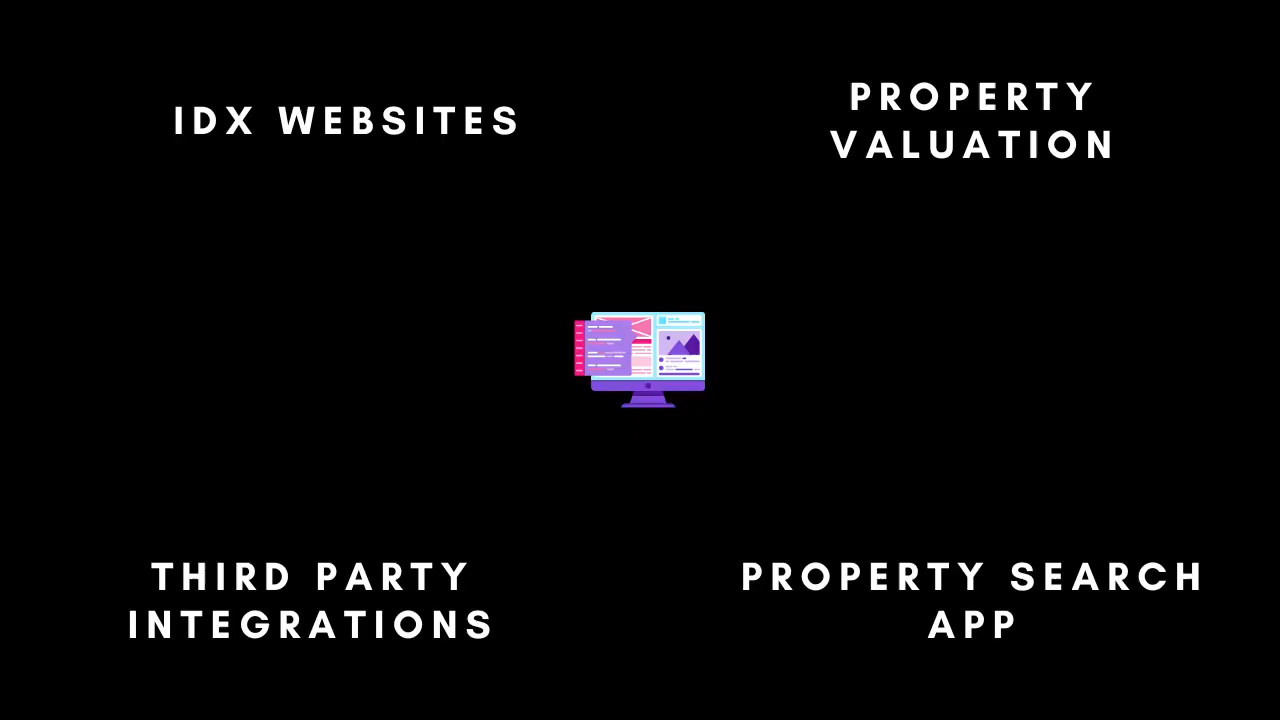 IDX WEBSITES
PROPERTY
VALUATION
THIRD PARTY
INTEGRATIONS
PROPERTY SEARCH
APP